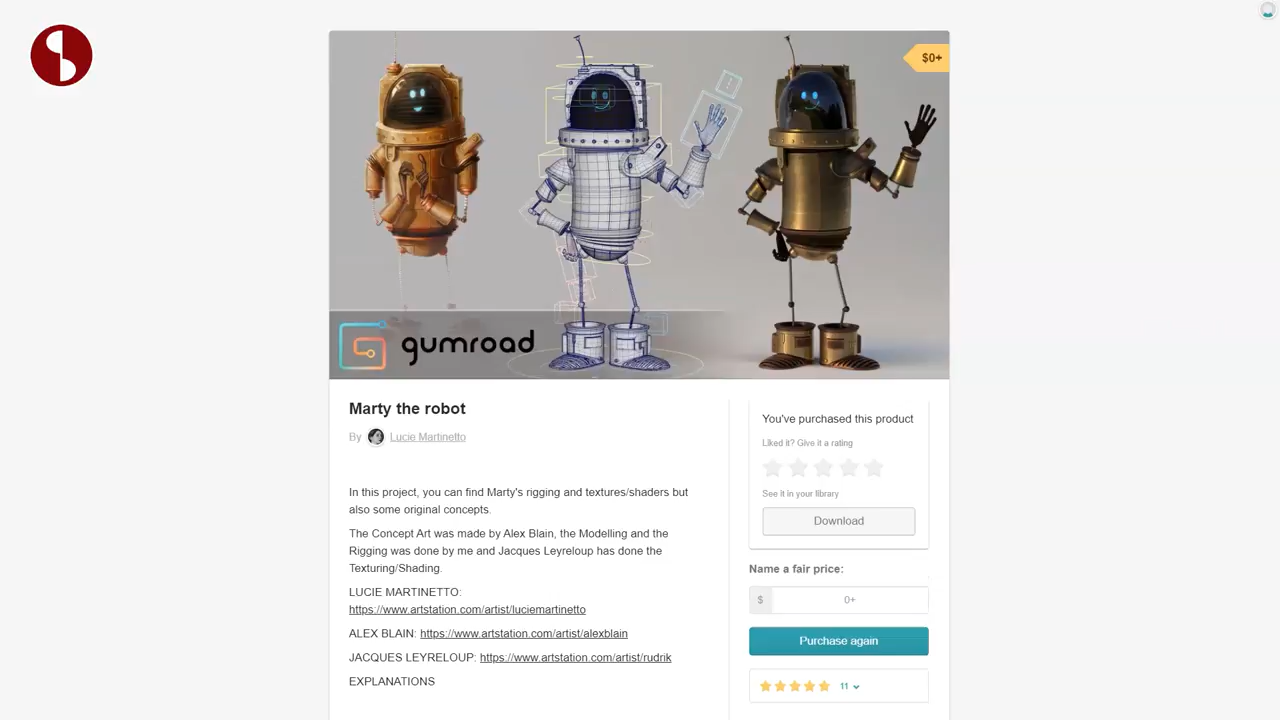 $0+
gumroad
Marty the robot
By Lucie Martinetto
In this project, you can find Marty's rigging and textures/shaders but
also some original concepts.
The Concept Art was made by Alex Blain, the Modelling and the
Rigging was done by me and Jacques Leyreloup has done the
Texturing/Shading.
LUCIE MARTINETTO:
https://www.artstation.com/artist/luciemartinetto
ALEX BLAIN: https://www.artstation.com/artist/alexblain
JACQUES LEYRELOUP: https://www.artstation.com/artist/rudrik
EXPLANATIONS
You've purchased this product
Liked it? Give it a rating
See it in your library
Download
Name a fair price:
$ 0+
Purchase again
11